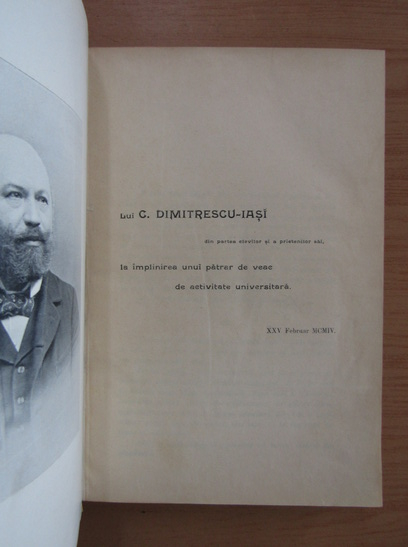 Lui C. DIMITRESCU-IAȘI
din partea elevilor și a prietenilor săi,
la împlinirea unui pătrar de veac
de activitate universitară.
XXV Februar MCMIV.